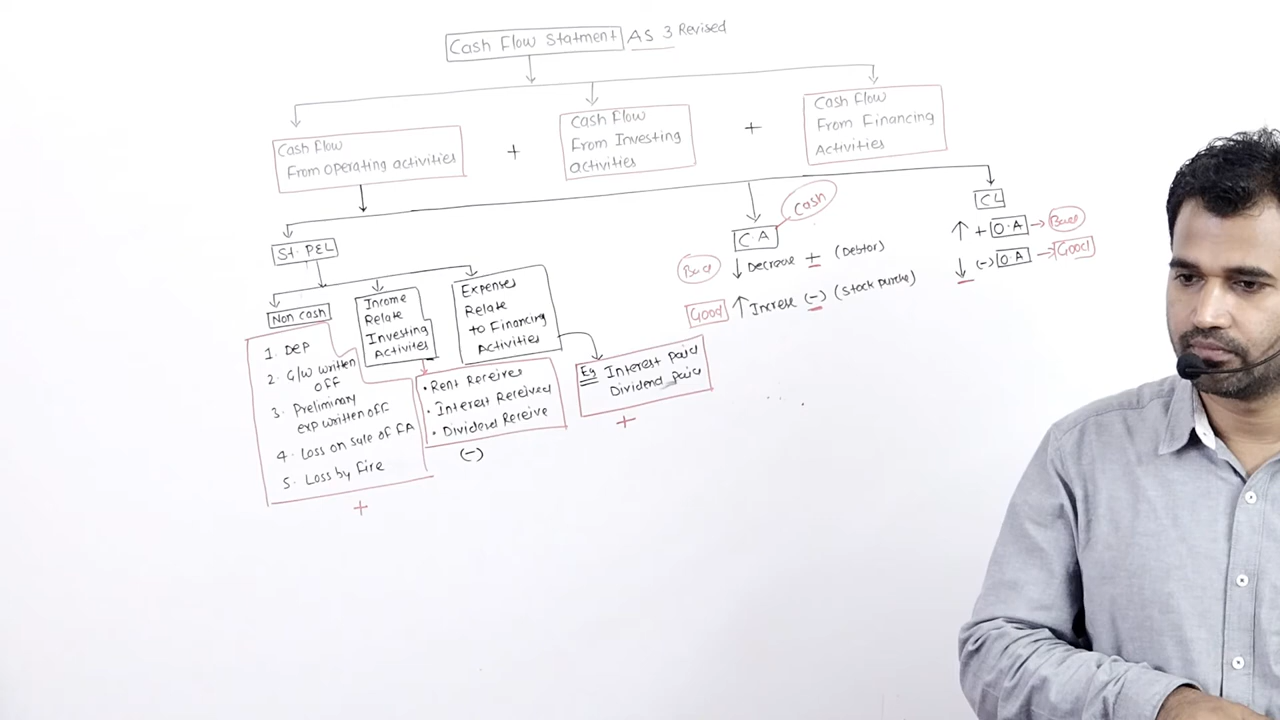 Cash Flow Statment AS 3 Revised
Cash Flow
From operating activities
+
Cash Flow
From Investing
activities
+
Cash Flow
From Financing
Activities
St. P&L
Non cash
1. Dep
2. G/W written
off
3. Preliminary
exp written off
4. Loss on sale of FA
5. Loss by Fire
+
Income
Relate
Investing
Activites
• Rent Receives
• Interest Received
• Dividend Receive
(-)
Expenses
Relate
to Financing
Activities
Eg Interest paid
Dividend paid
+
C.A
Cash
Bad ↓ Decrease + (Debtor)
Good ↑ Increse (-) (Stock purchse)
CL
↑ + O.A → Bad
↓ (-) O.A → Good